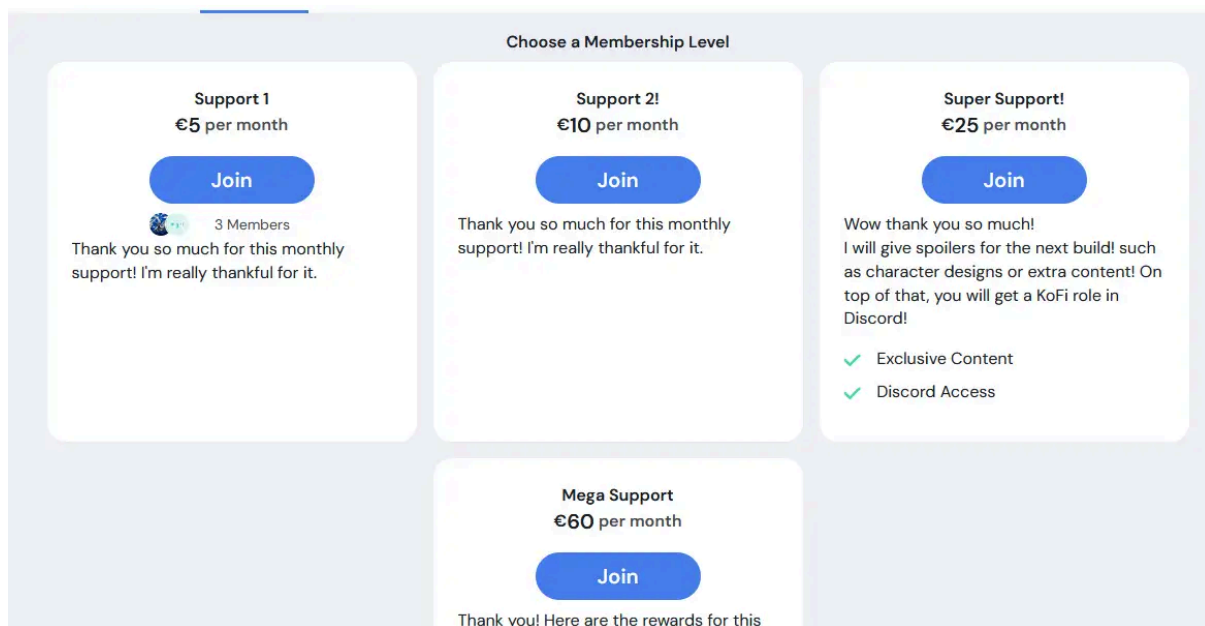 Choose a Membership Level
Support 1
€5 per month
Join
3 Members
Thank you so much for this monthly
support! I'm really thankful for it.
Support 2!
€10 per month
Join
Thank you so much for this monthly
support! I'm really thankful for it.
Super Support!
€25 per month
Join
Wow thank you so much!
I will give spoilers for the next build! such
as character designs or extra content! On
top of that, you will get a KoFi role in
Discord!
Exclusive Content
Discord Access
Mega Support
€60 per month
Join
Thank you! Here are the rewards for this